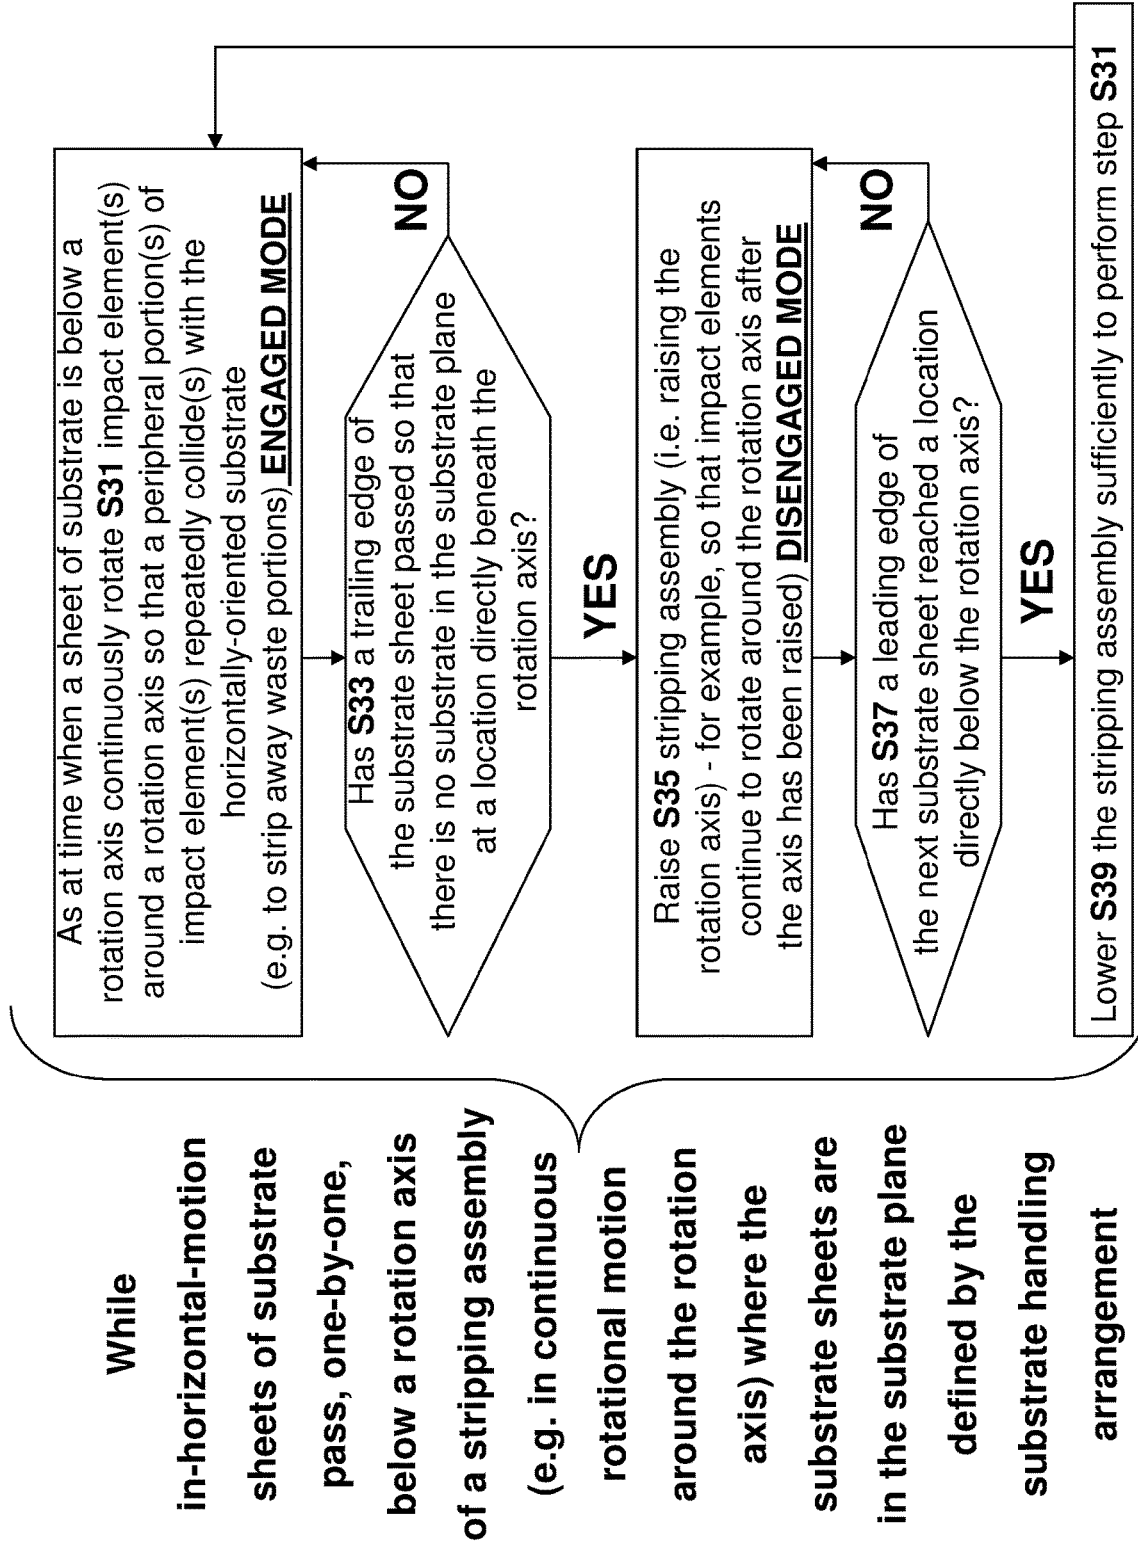 While
in-horizontal-motion
sheets of substrate
pass, one-by-one,
below a rotation axis
of a stripping assembly
(e.g. in continuous
rotational motion
around the rotation
axis) where the
substrate sheets are
in the substrate plane
defined by the
substrate handling
arrangement
As at time when a sheet of substrate is below a
rotation axis continuously rotate S31 impact element(s)
around a rotation axis so that a peripheral portion(s) of
impact element(s) repeatedly collide(s) with the
horizontally-oriented substrate
(e.g. to strip away waste portions) ENGAGED MODE
Has S33 a trailing edge of
the substrate sheet passed so that
there is no substrate in the substrate plane
at a location directly beneath the
rotation axis?
NO
YES
Raise S35 stripping assembly (i.e. raising the
rotation axis) - for example, so that impact elements
continue to rotate around the rotation axis after
the axis has been raised) DISENGAGED MODE
Has S37 a leading edge of
the next substrate sheet reached a location
directly below the rotation axis?
NO
YES
Lower S39 the stripping assembly sufficiently to perform step S31